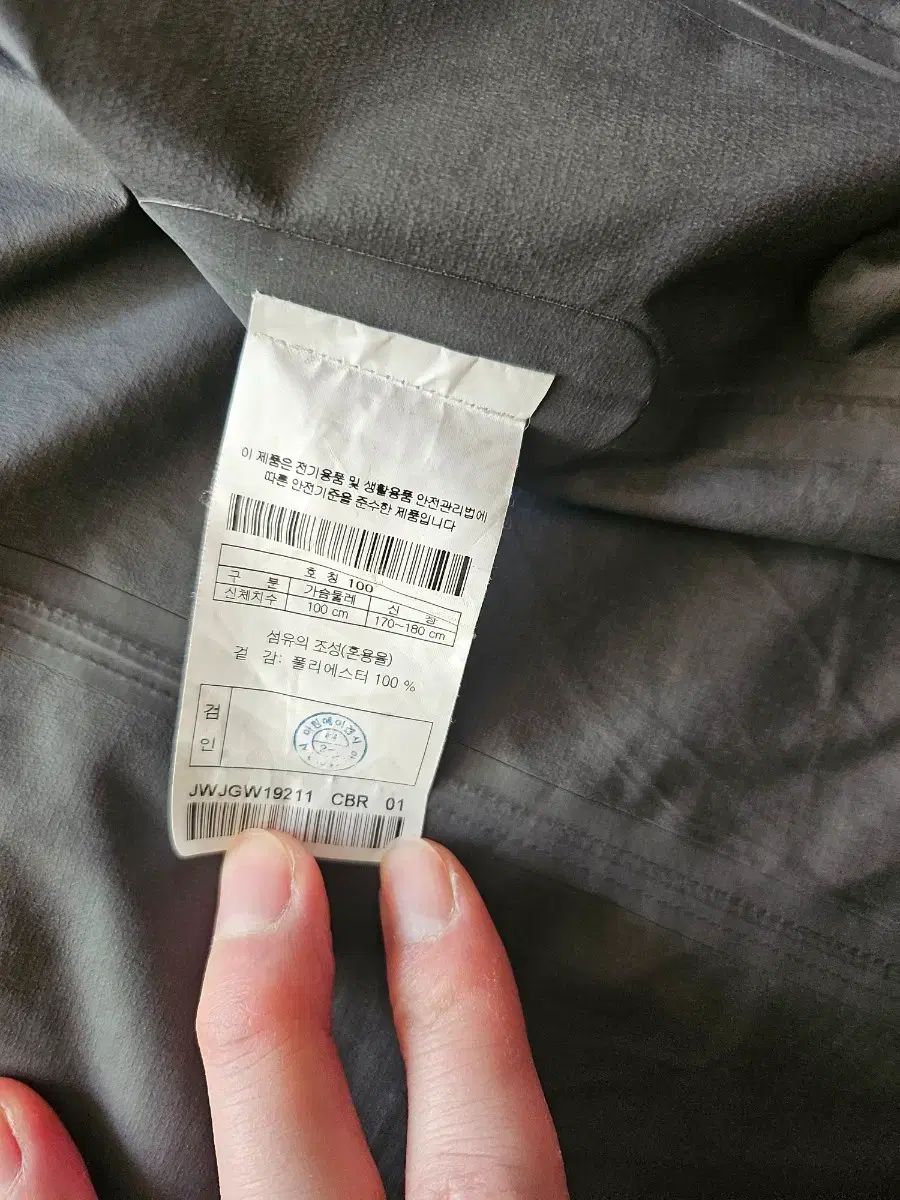 이 제품은 전기용품 및 생활용품 안전관리법에
따른 안전기준을 준수한 제품입니다
호 칭 100
구 분 가슴둘레 신 장
신체치수 100 cm 170~180 cm
섬유의 조성(혼용율)
겉 감: 폴리에스터 100 %
검
인
JWJGW19211 CBR 01